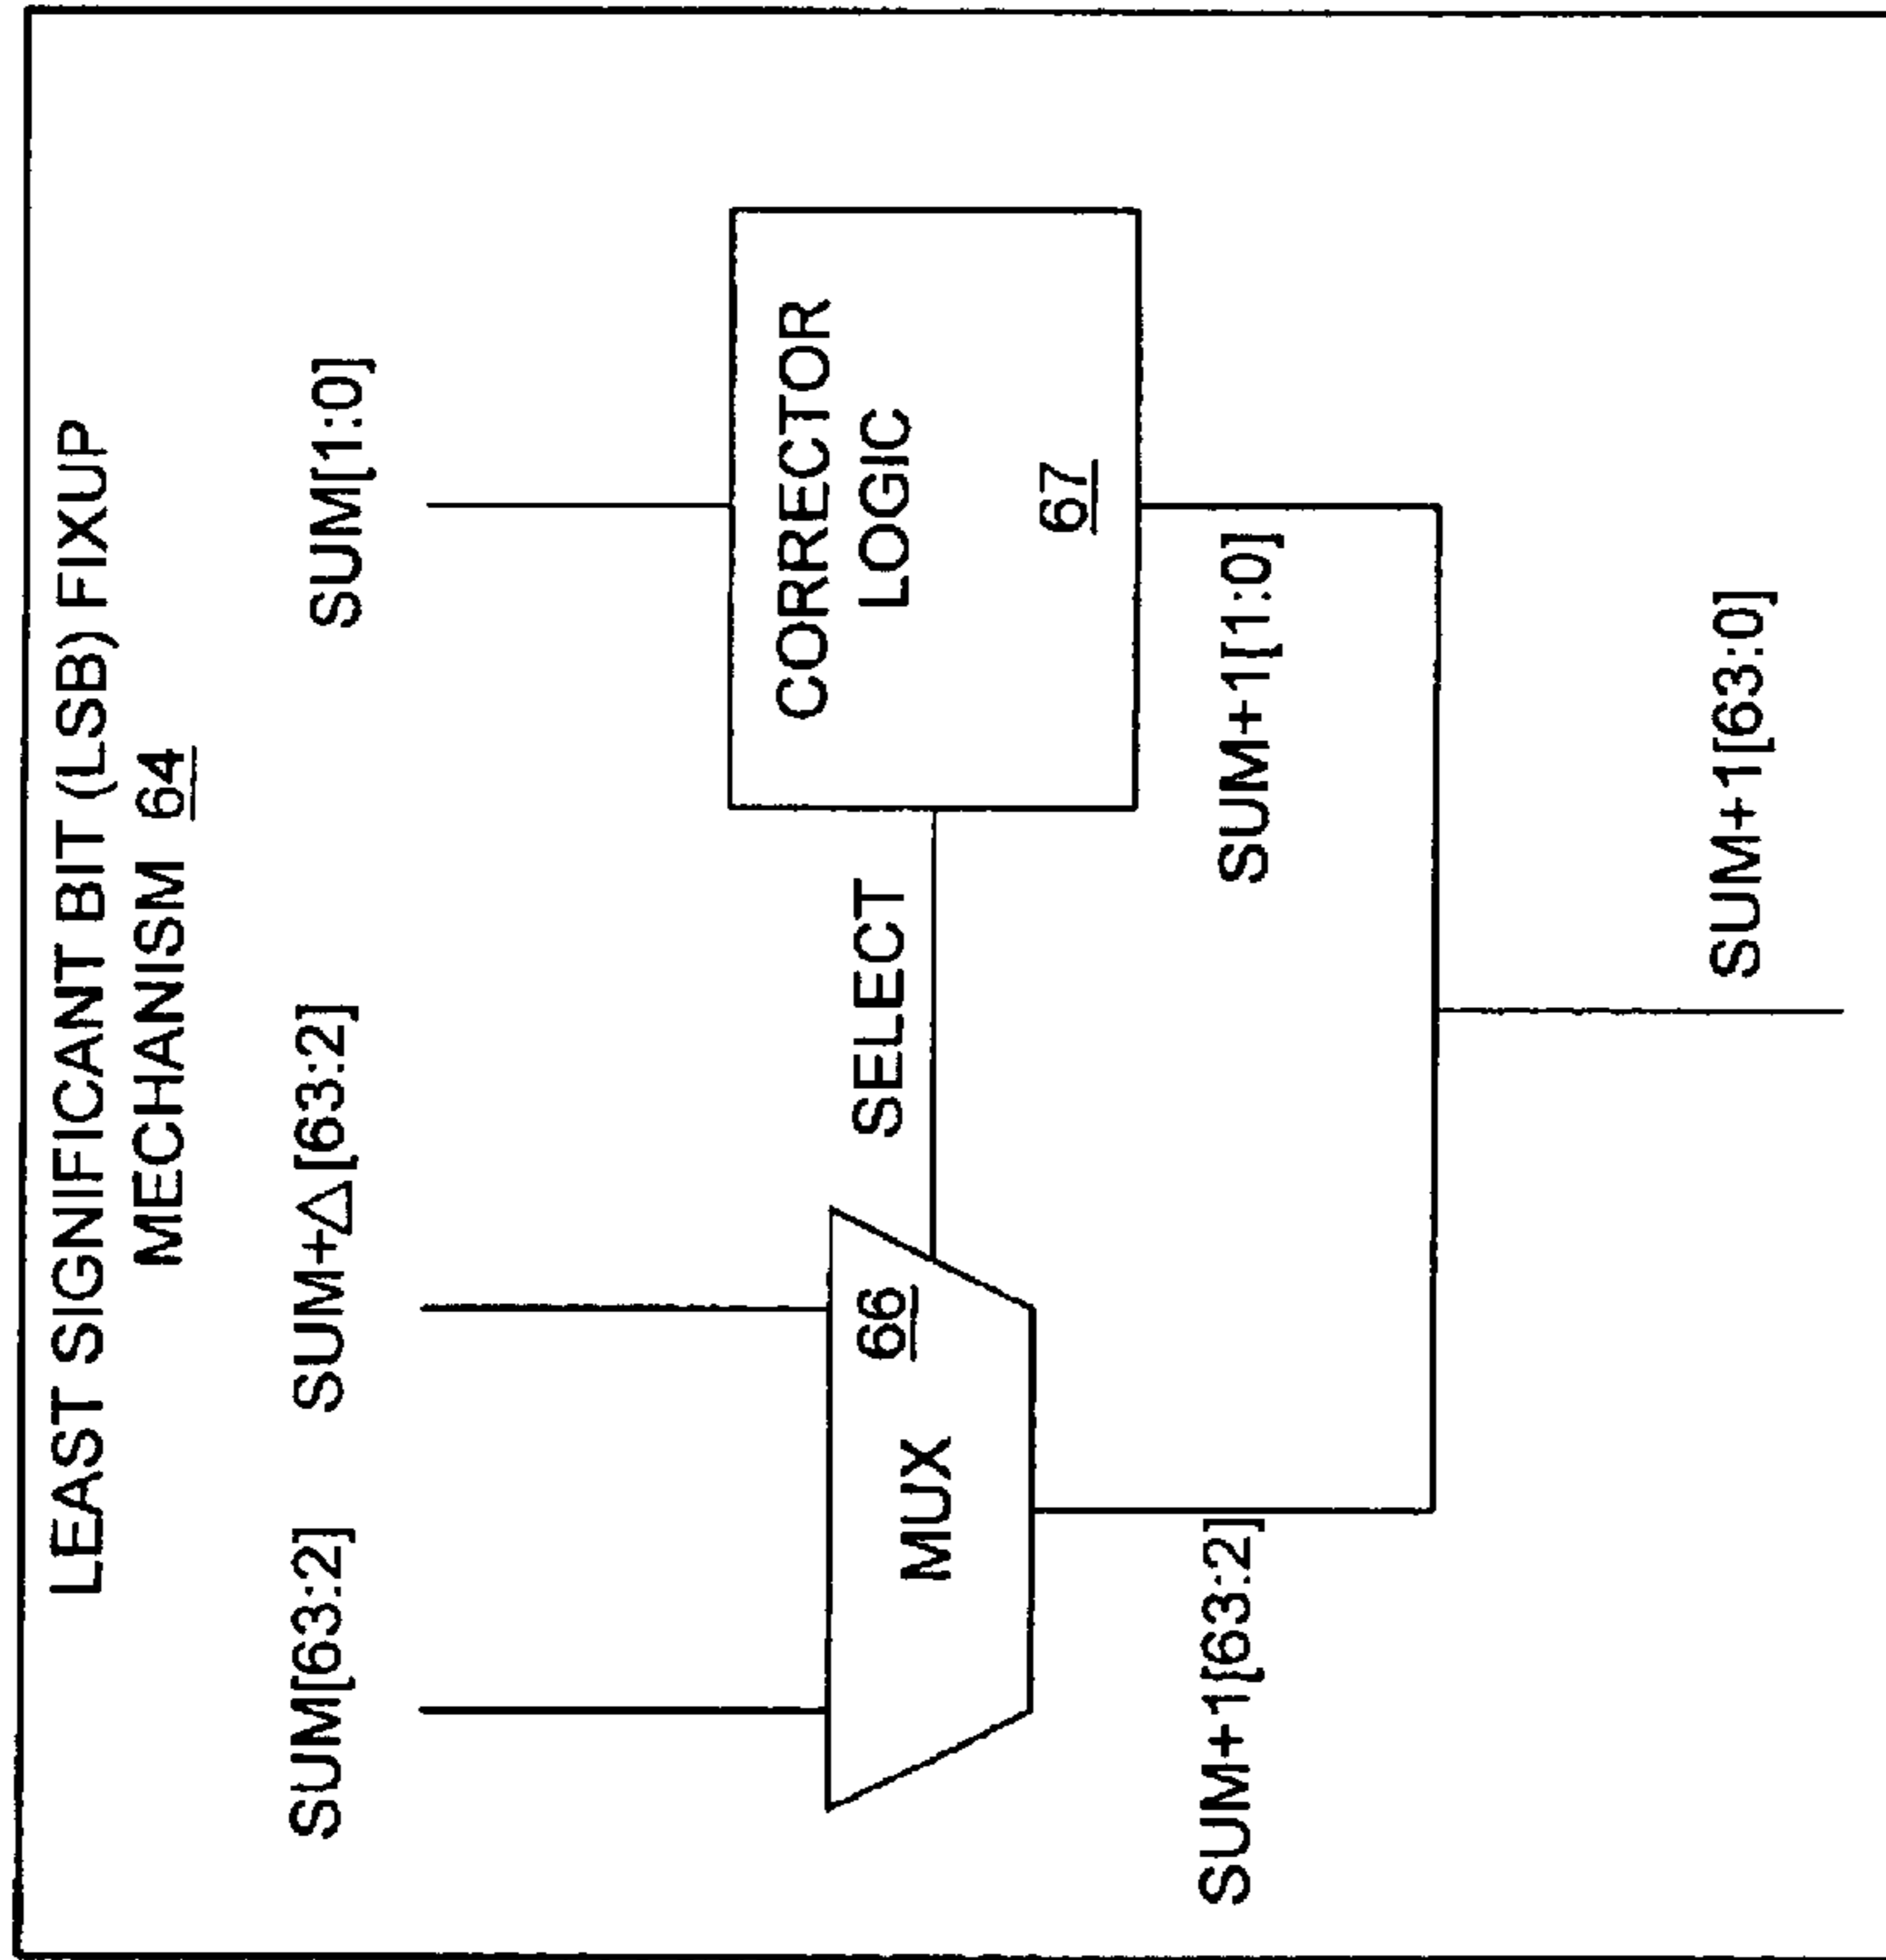 LEAST SIGNIFICANT BIT (LSB) FIXUP
MECHANISM 64
SUM[63:2]
SUM+△[63:2]
SUM[1:0]
MUX
66
SELECT
CORRECTOR
LOGIC
67
SUM+1[63:2]
SUM+1[1:0]
SUM+1[63:0]